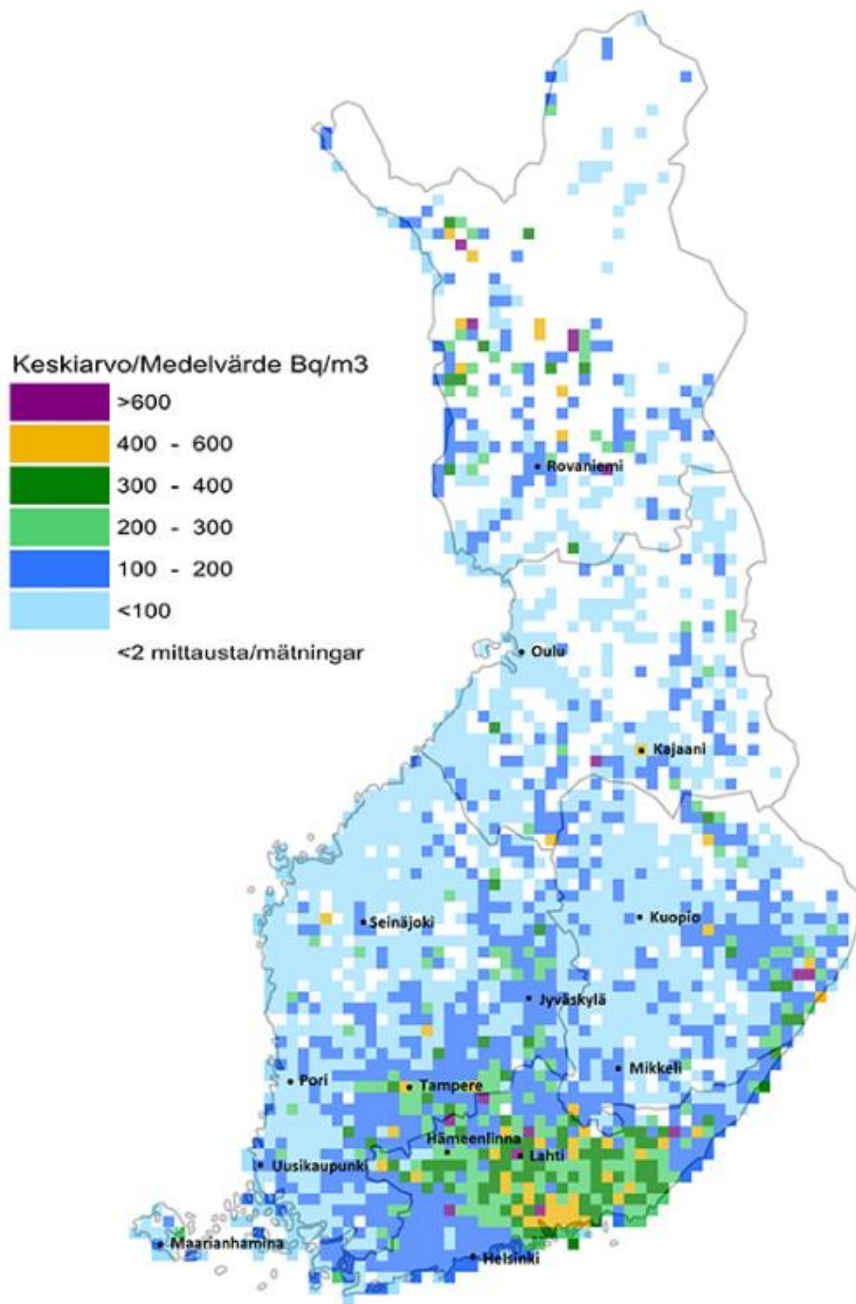 Keskiarvo/Medelvärde Bq/m3
>600
400 - 600
300 - 400
200 - 300
100 - 200
<100
<2 mittausta/mätningar
Rovaniemi
Oulu
Kajaani
Seinäjoki
Kuopio
Jyväskylä
Mikkeli
Pori
Tampere
Hämeenlinna
Lahti
Uusikaupunki
Maarianhamina
Helsinki